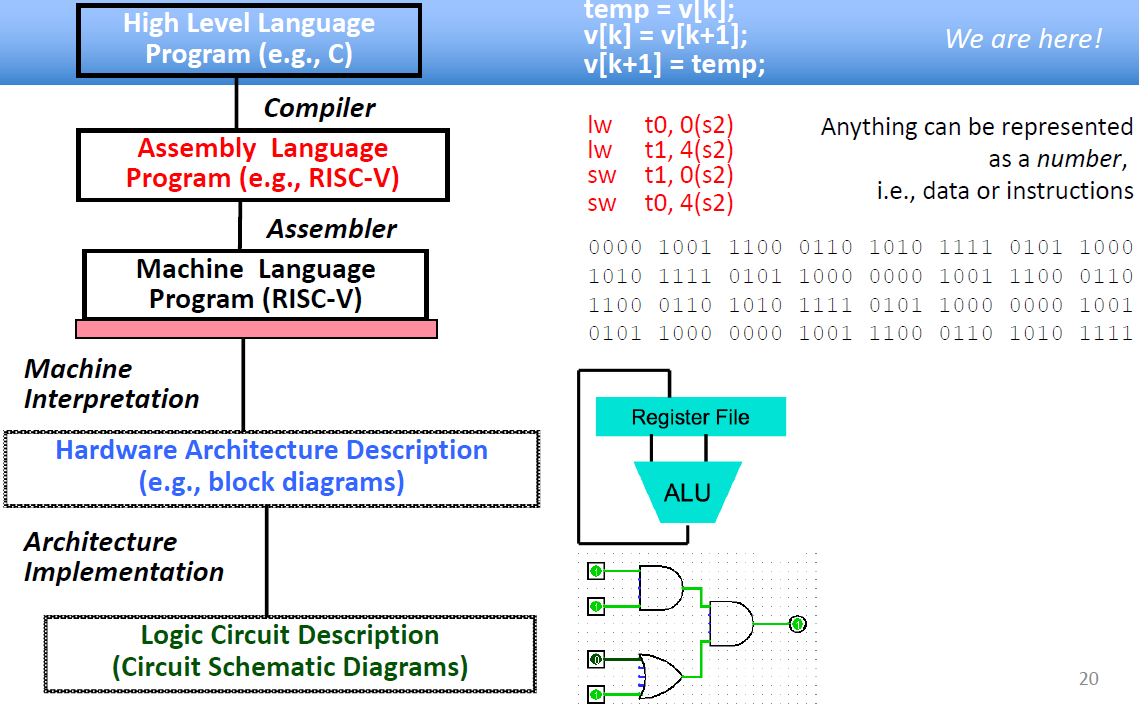 High Level Language
Program (e.g., C)
temp = v[k];
v[k] = v[k+1];
v[k+1] = temp;
We are here!
Compiler
Assembly Language
Program (e.g., RISC-V)
lw t0, 0(s2)
lw t1, 4(s2)
sw t1, 0(s2)
sw t0, 4(s2)
Anything can be represented
as a number,
i.e., data or instructions
Assembler
Machine Language
Program (RISC-V)
0000 1001 1100 0110 1010 1111 0101 1000
1010 1111 0101 1000 0000 1001 1100 0110
1100 0110 1010 1111 0101 1000 0000 1001
0101 1000 0000 1001 1100 0110 1010 1111
Machine
Interpretation
Hardware Architecture Description
(e.g., block diagrams)
Register File
ALU
Architecture
Implementation
Logic Circuit Description
(Circuit Schematic Diagrams)
1
1
0
1
1
20